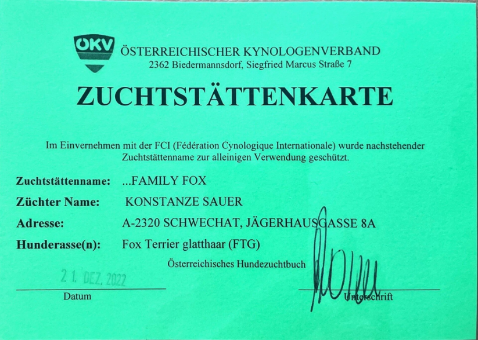 ÖKV
ÖSTERREICHISCHER KYNOLOGENVERBAND
2362 Biedermannsdorf, Siegfried Marcus Straße 7
ZUCHTSTÄTTENKARTE
Im Einvernehmen mit der FCI (Fédération Cynologique Internationale) wurde nachstehender
Zuchtstättenname zur alleinigen Verwendung geschützt.
Zuchtstättenname: ...FAMILY FOX
Züchter Name: KONSTANZE SAUER
Adresse: A-2320 SCHWECHAT, JÄGERHAUSGASSE 8A
Hunderasse(n): Fox Terrier glatthaar (FTG)
Österreichisches Hundezuchtbuch
21. DEZ. 2022
Datum Unterschrift